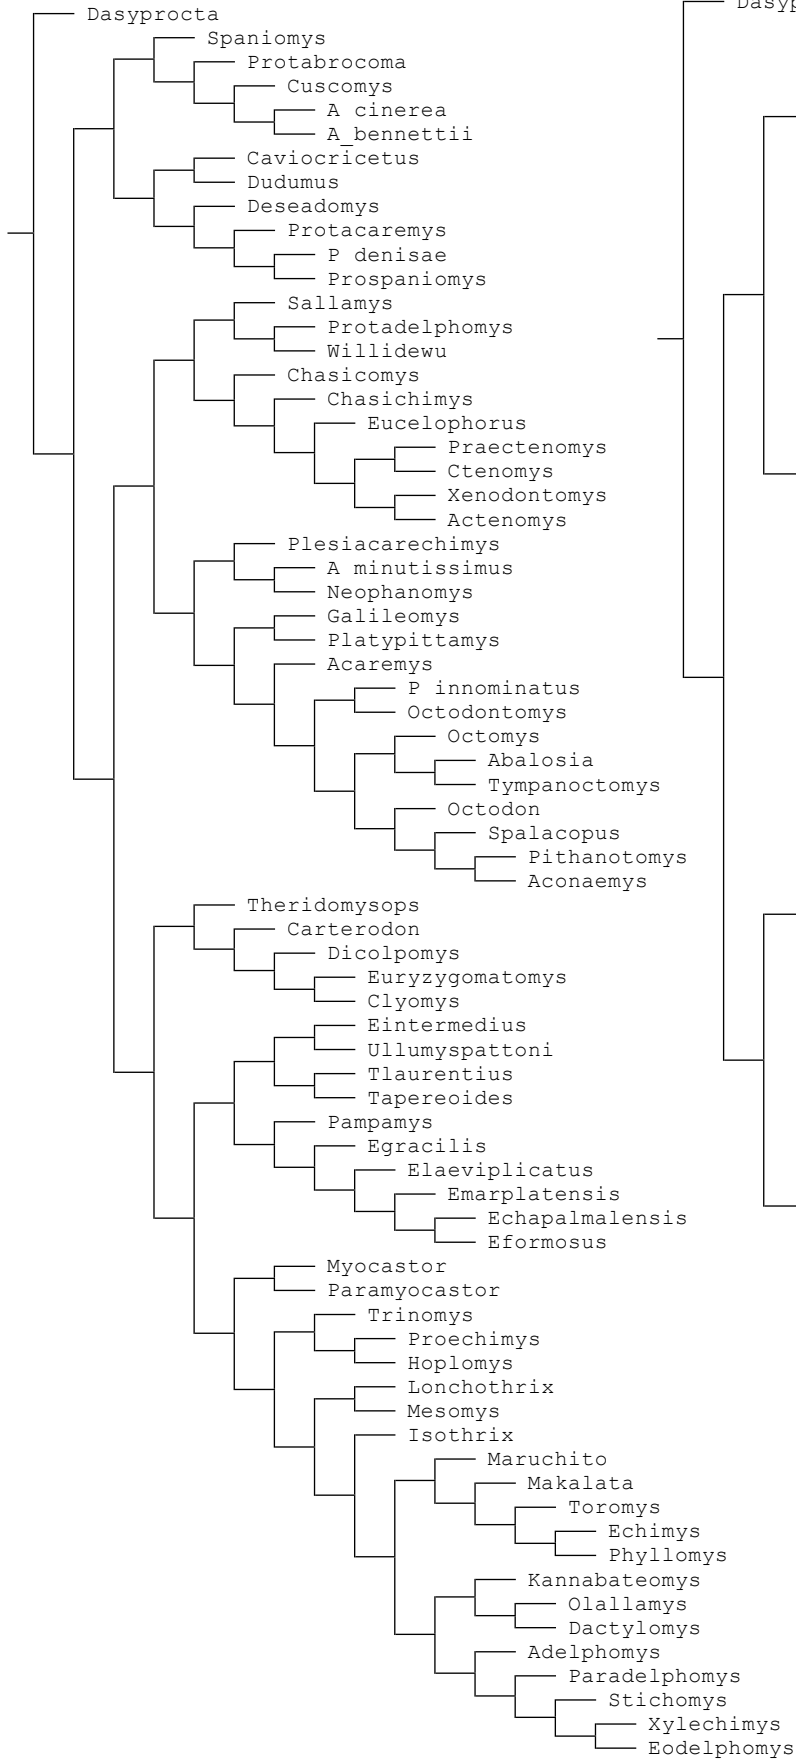 Dasyprocta
Dasyp
Spaniomys
Protabrocoma
Cuscomys
A cinerea
A_bennettii
Caviocricetus
Dudumus
Deseadomys
Protacaremys
P denisae
Prospaniomys
Sallamys
Protadelphomys
Willidewu
Chasicomys
Chasichimys
Eucelophorus
Praectenomys
Ctenomys
Xenodontomys
Actenomys
Plesiacarechimys
A minutissimus
Neophanomys
Galileomys
Platypittamys
Acaremys
P innominatus
Octodontomys
Octomys
Abalosia
Tympanoctomys
Octodon
Spalacopus
Pithanotomys
Aconaemys
Theridomysops
Carterodon
Dicolpomys
Euryzygomatomys
Clyomys
Eintermedius
Ullumyspattoni
Tlaurentius
Tapereoides
Pampamys
Egracilis
Elaeviplicatus
Emarplatensis
Echapalmalensis
Eformosus
Myocastor
Paramyocastor
Trinomys
Proechimys
Hoplomys
Lonchothrix
Mesomys
Isothrix
Maruchito
Makalata
Toromys
Echimys
Phyllomys
Kannabateomys
Olallamys
Dactylomys
Adelphomys
Paradelphomys
Stichomys
Xylechimys
Eodelphomys